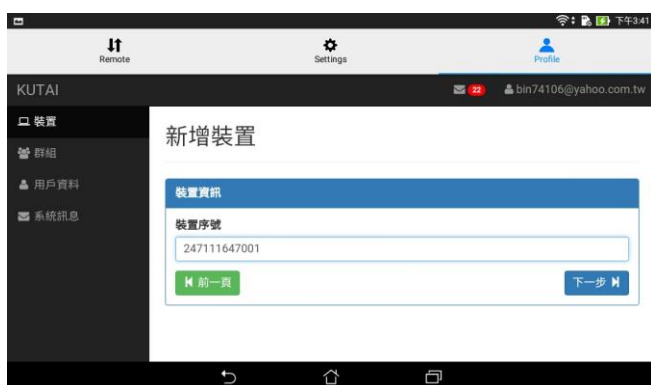 下午3:41
Remote
Settings
Profile
KUTAI
22
bin74106@yahoo.com.tw
裝置
群組
用戶資料
系統訊息
新增裝置
裝置資訊
裝置序號
247111647001
前一頁
下一步